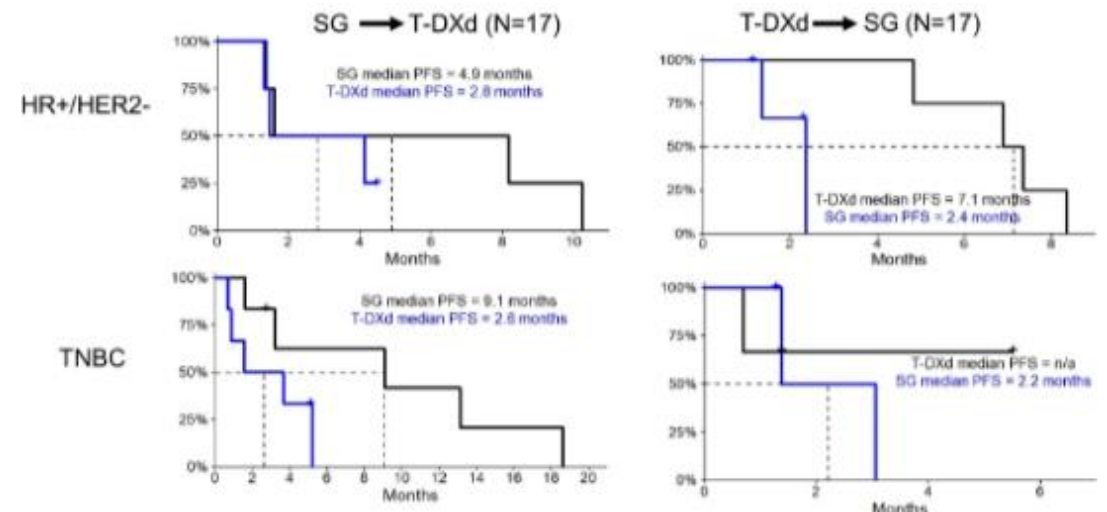 SG → T-DXd (N=17)
T-DXd → SG (N=17)
HR+/HER2-
100%
75%
50%
25%
0%
SG median PFS = 4.9 months
T-DXd median PFS = 2.8 months
0 2 4 6 8 10
Months
100%
75%
50%
25%
0%
T-DXd median PFS = 7.1 months
SG median PFS = 2.4 months
0 2 4 6 8
Months
TNBC
100%
75%
50%
25%
0%
SG median PFS = 9.1 months
T-DXd median PFS = 2.6 months
0 2 4 6 8 10 12 14 16 18 20
Months
100%
75%
50%
25%
0%
T-DXd median PFS = n/a
SG median PFS = 2.2 months
0 2 4 6
Months